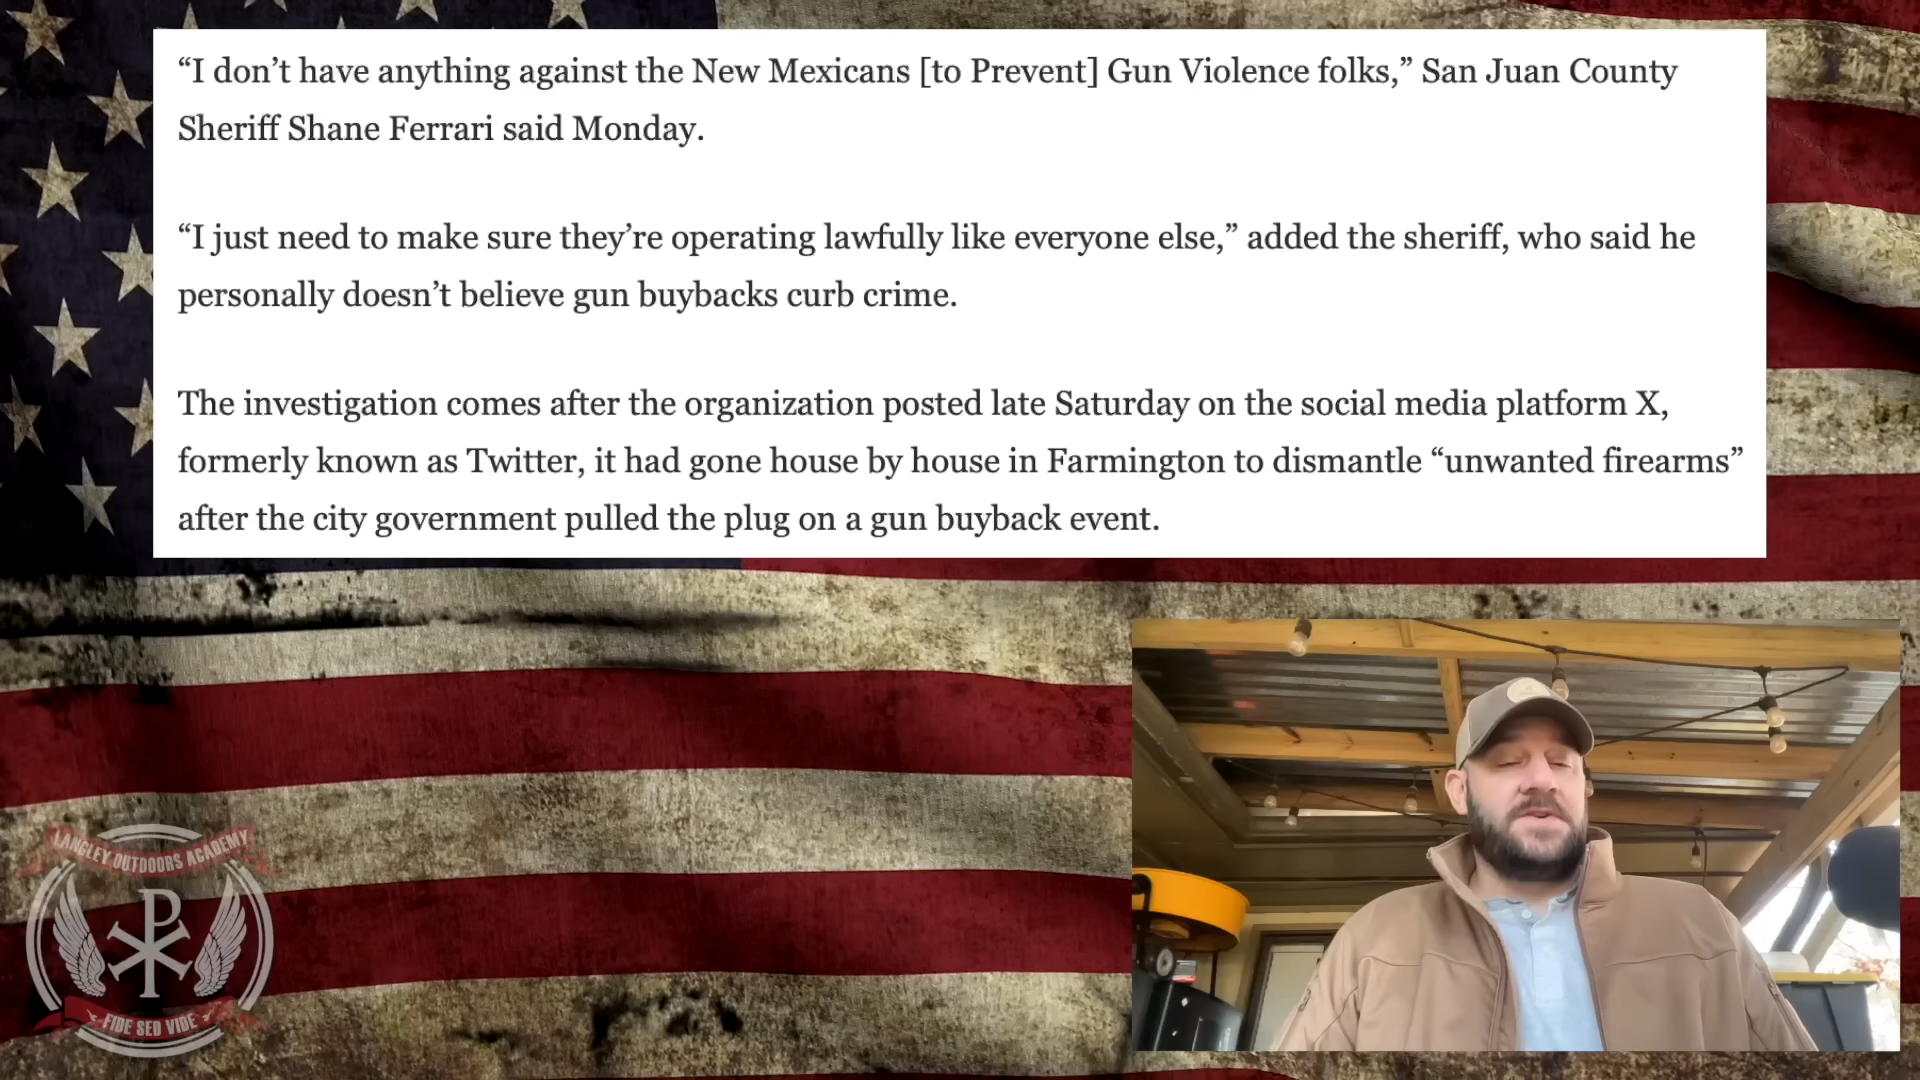 “I don’t have anything against the New Mexicans [to Prevent] Gun Violence folks,” San Juan County
Sheriff Shane Ferrari said Monday.
“I just need to make sure they’re operating lawfully like everyone else,” added the sheriff, who said he
personally doesn’t believe gun buybacks curb crime.
The investigation comes after the organization posted late Saturday on the social media platform X,
formerly known as Twitter, it had gone house by house in Farmington to dismantle “unwanted firearms”
after the city government pulled the plug on a gun buyback event.
LANGLEY OUTDOORS ACADEMY
FIDE SED VIDE